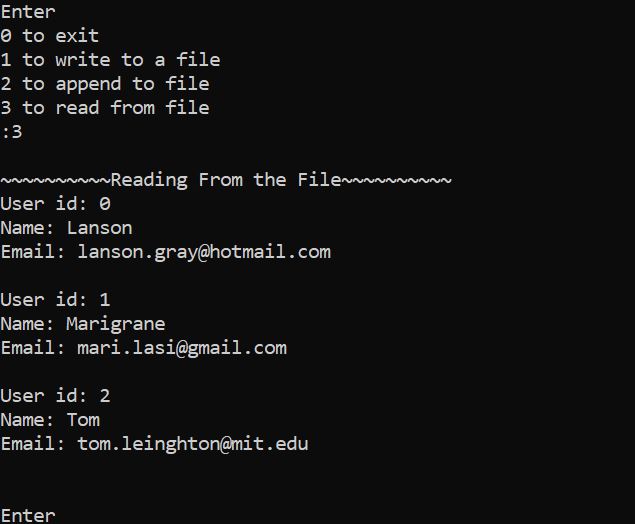 Enter
0 to exit
1 to write to a file
2 to append to file
3 to read from file
:3
~~~~~~~~~~Reading From the File~~~~~~~~~~
User id: 0
Name: Lanson
Email: lanson.gray@hotmail.com
User id: 1
Name: Marigrane
Email: mari.lasi@gmail.com
User id: 2
Name: Tom
Email: tom.leinghton@mit.edu
Enter